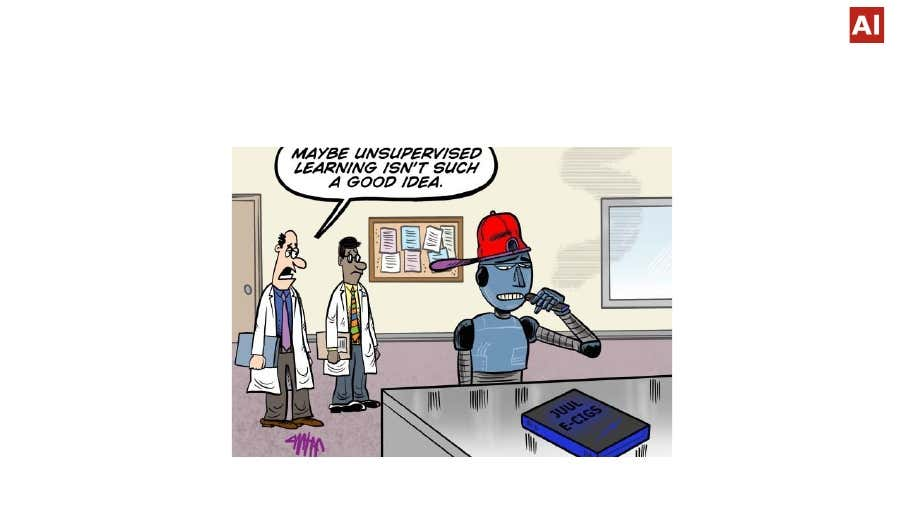 AI
MAYBE UNSUPERVISED
LEARNING ISN'T SUCH
A GOOD IDEA.
JUUL
E-CIGS